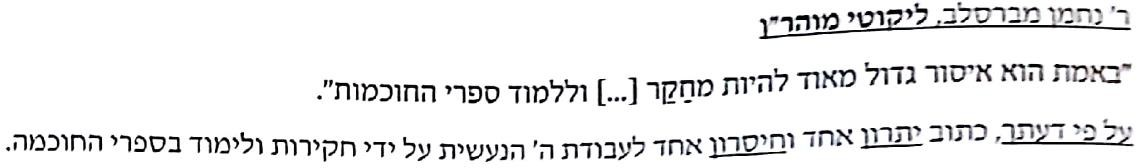 ר' נחמן מברסלב, ליקוטי מוהר"ן
"באמת הוא איסור גדול מאוד להיות מחַקֵר [...] וללמוד ספרי החוכמות".
על פי דעתך, כתוב יתרון אחד וחיסרון אחד לעבודת ה' הנעשית על ידי חקירות ולימוד בספרי החוכמה.